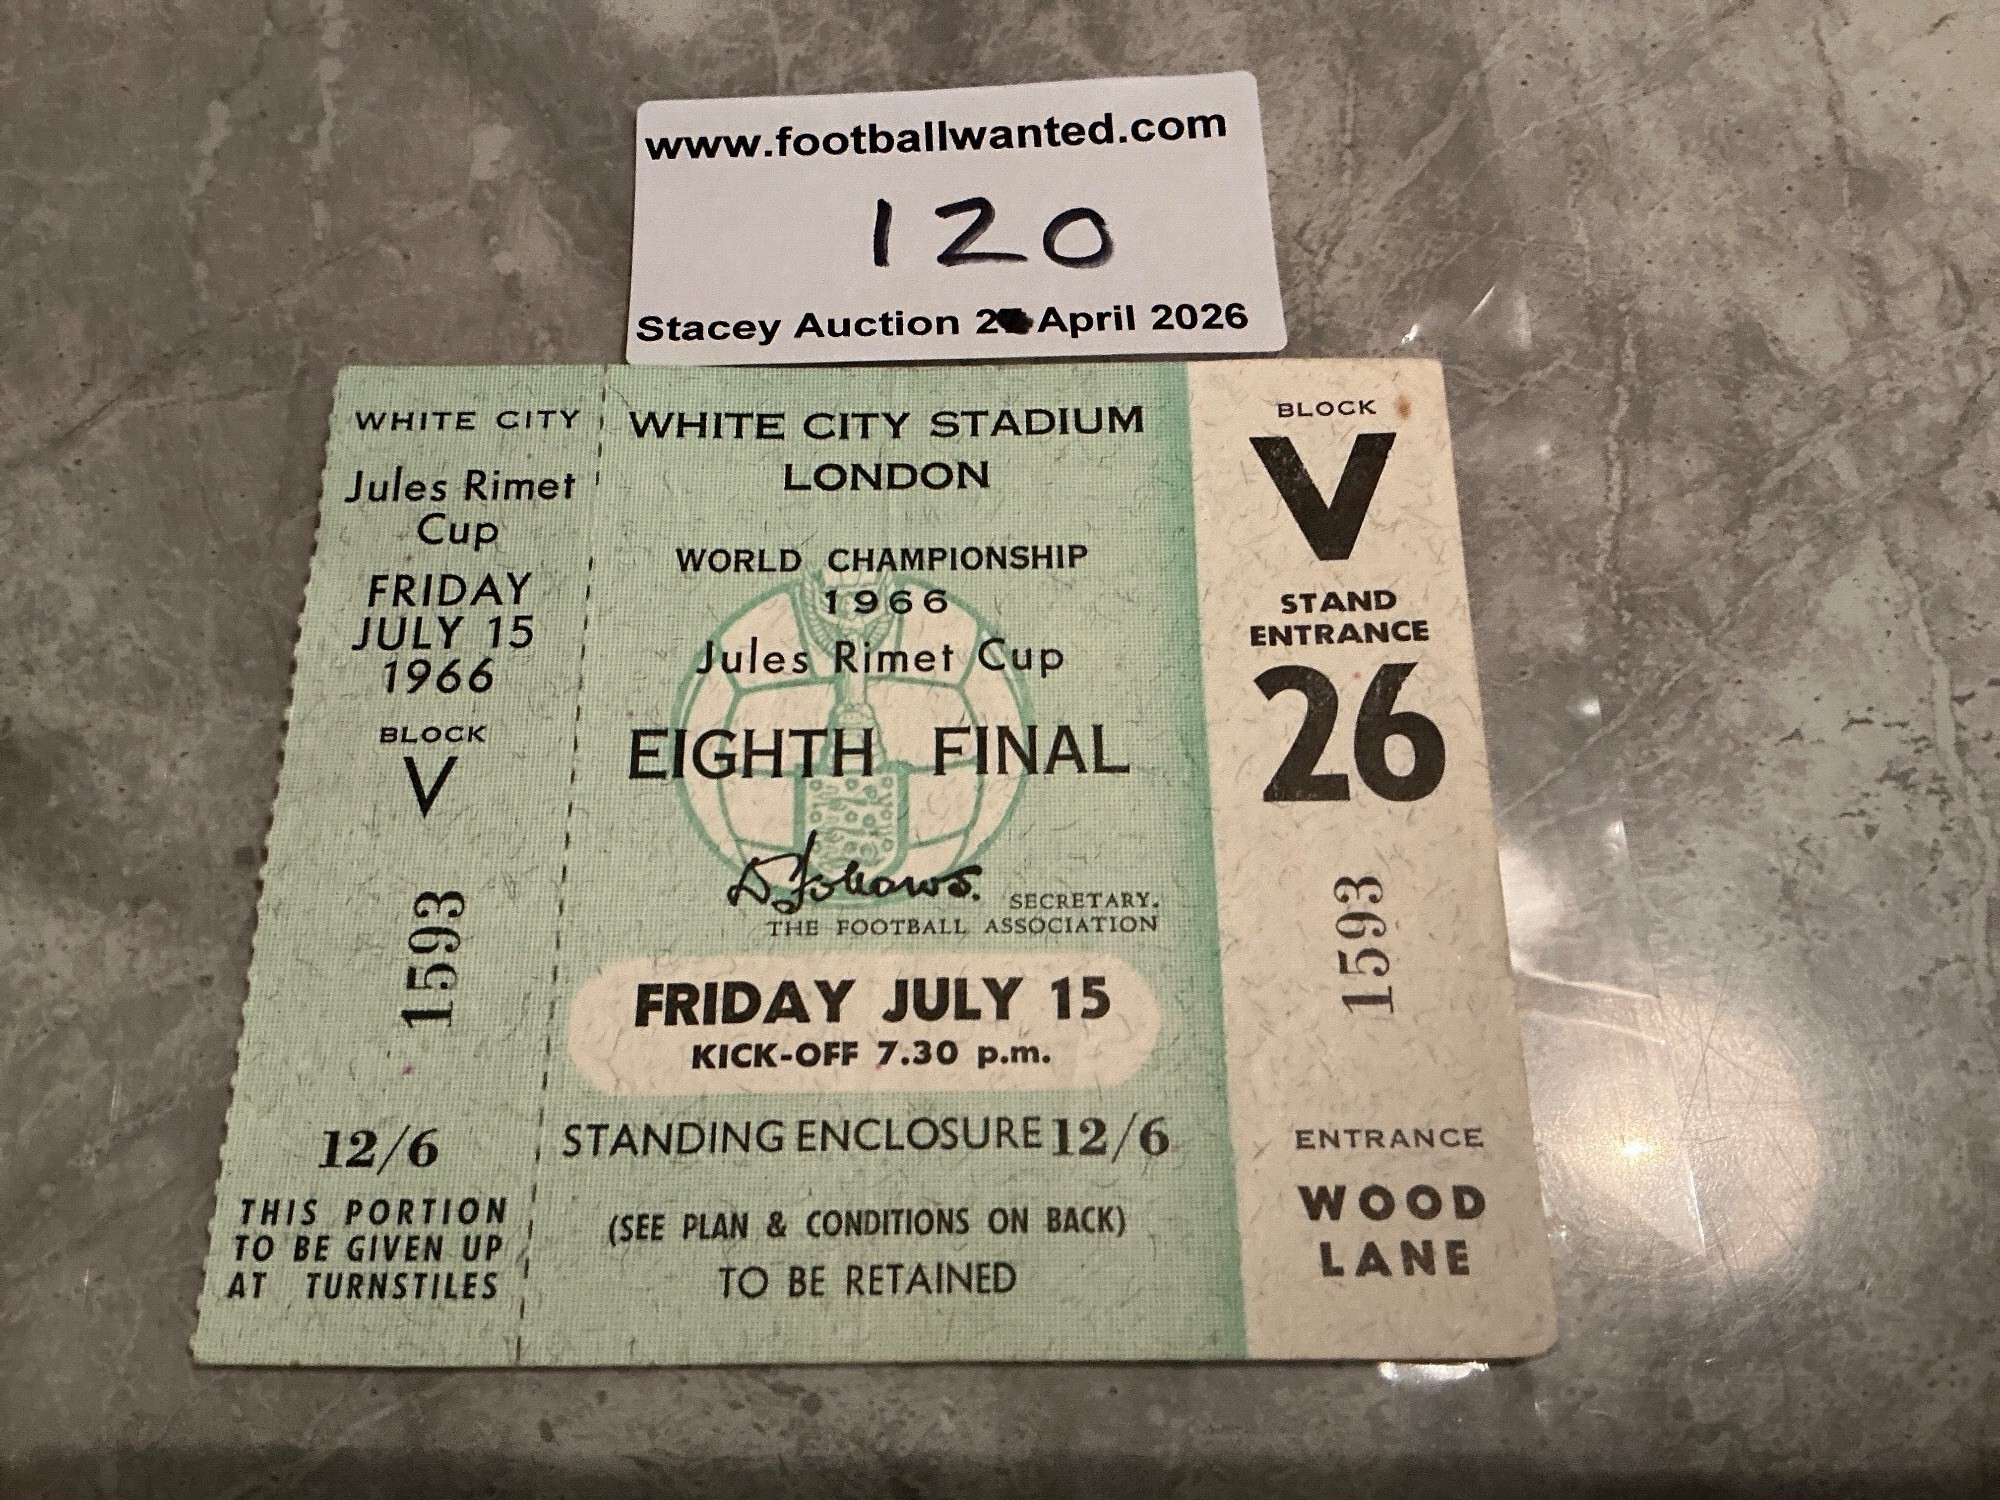 www.footballwanted.com
120
Stacey Auction 2 April 2026
WHITE CITY
Jules Rimet
Cup
FRIDAY
JULY 15
1966
BLOCK
V
1593
12/6
THIS PORTION
TO BE GIVEN UP
AT TURNSTILES
WHITE CITY STADIUM
LONDON
WORLD CHAMPIONSHIP
1966
Jules Rimet Cup
EIGHTH FINAL
SECRETARY.
THE FOOTBALL ASSOCIATION
FRIDAY JULY 15
KICK-OFF 7.30 p.m.
STANDING ENCLOSURE 12/6
(SEE PLAN & CONDITIONS ON BACK)
TO BE RETAINED
BLOCK
V
STAND
ENTRANCE
26
1593
ENTRANCE
WOOD
LANE